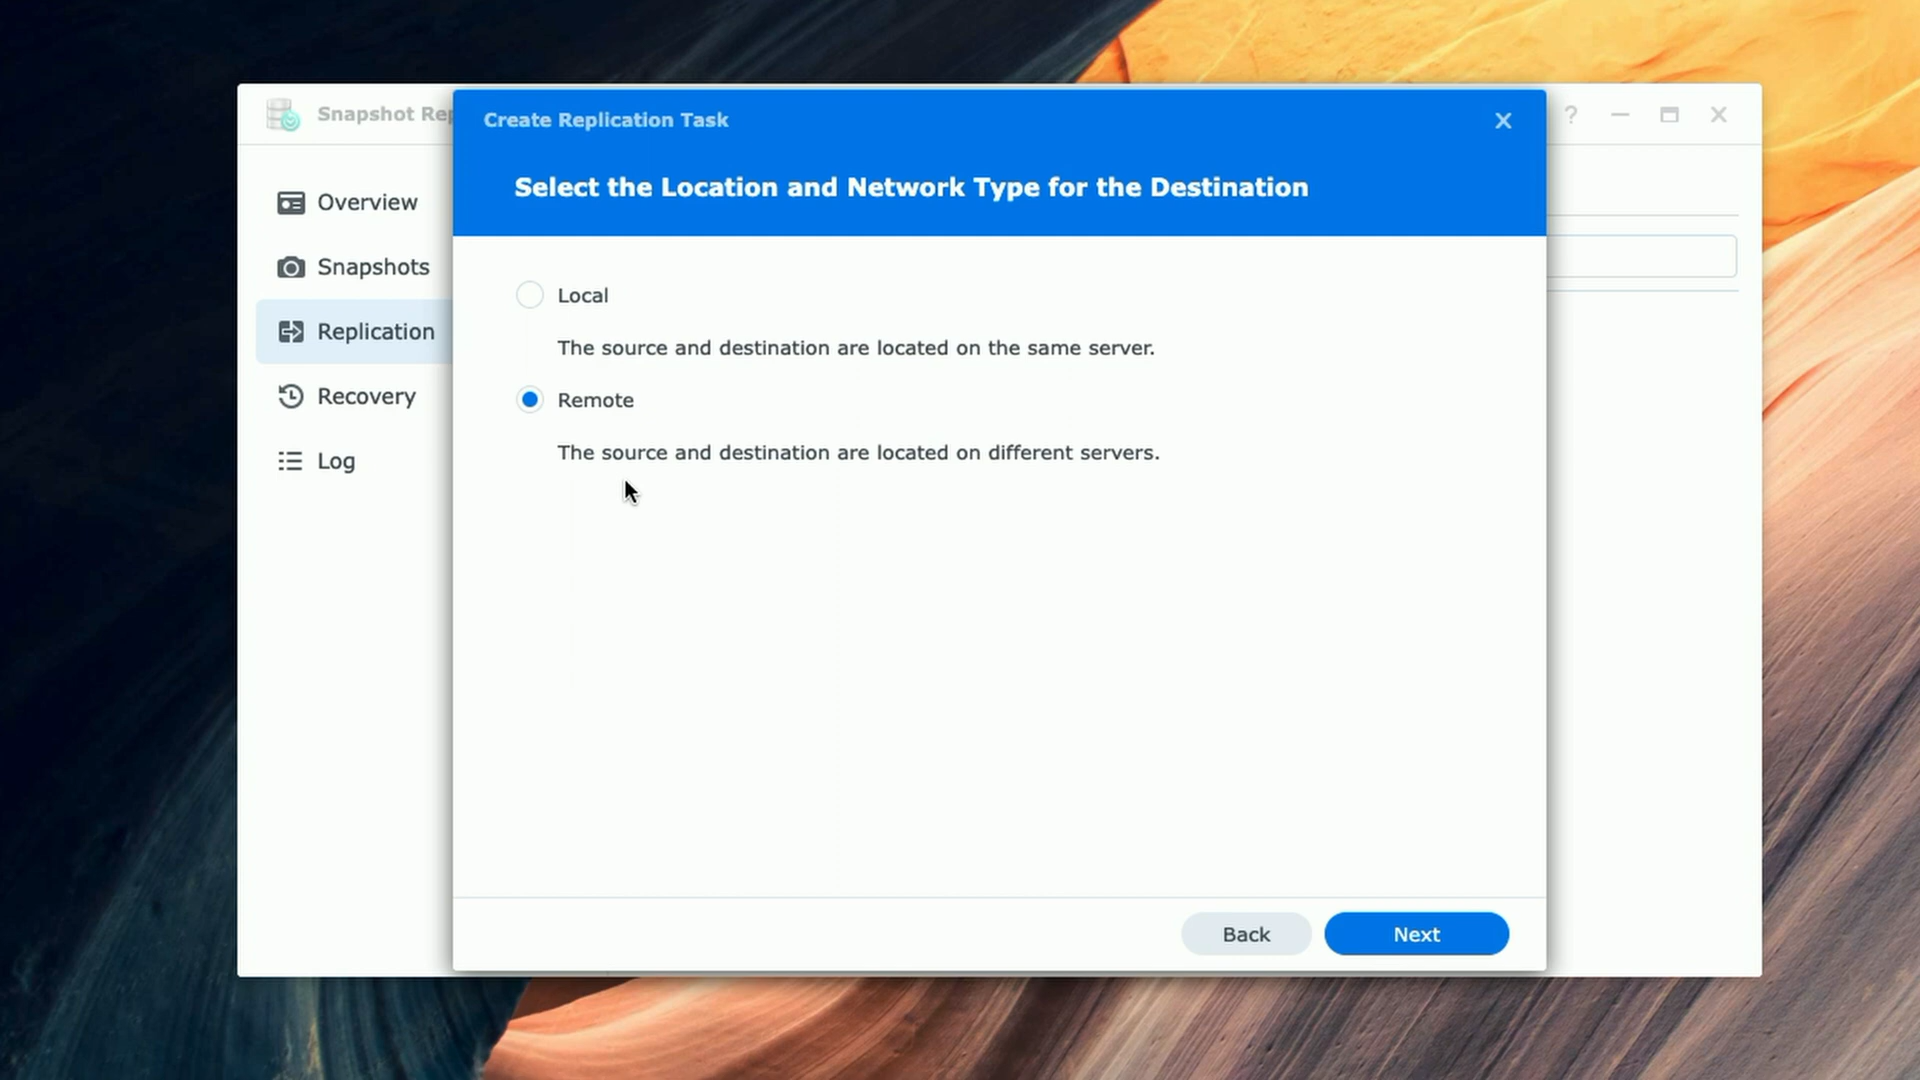 Snapshot Rep
Create Replication Task
Select the Location and Network Type for the Destination
Overview
Snapshots
Replication
Recovery
Log
Local
The source and destination are located on the same server.
Remote
The source and destination are located on different servers.
Back
Next